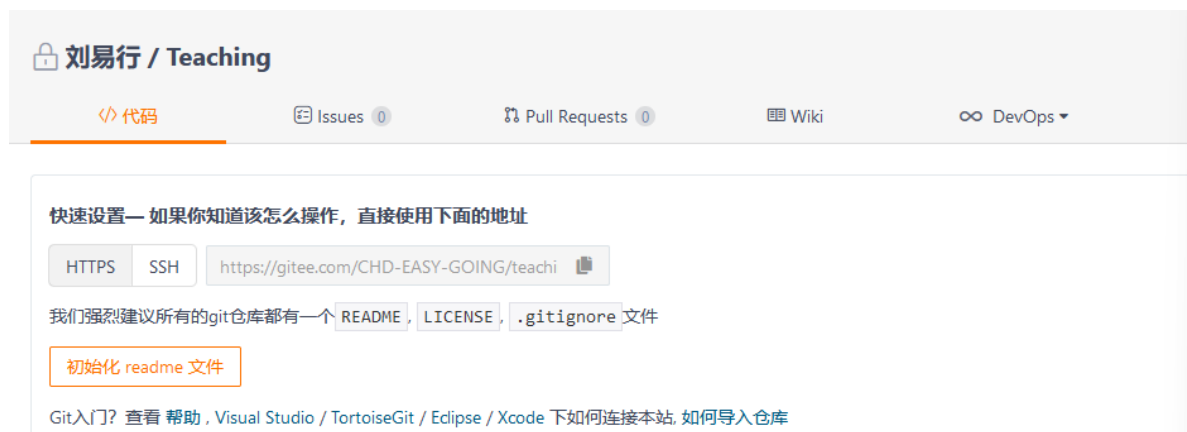 刘易行 / Teaching
代码 Issues 0 Pull Requests 0 Wiki DevOps
快速设置— 如果你知道该怎么操作，直接使用下面的地址
HTTPS SSH https://gitee.com/CHD-EASY-GOING/teachi
我们强烈建议所有的git仓库都有一个 README , LICENSE , .gitignore 文件
初始化 readme 文件
Git入门？查看 帮助 , Visual Studio / TortoiseGit / Eclipse / Xcode 下如何连接本站, 如何导入仓库